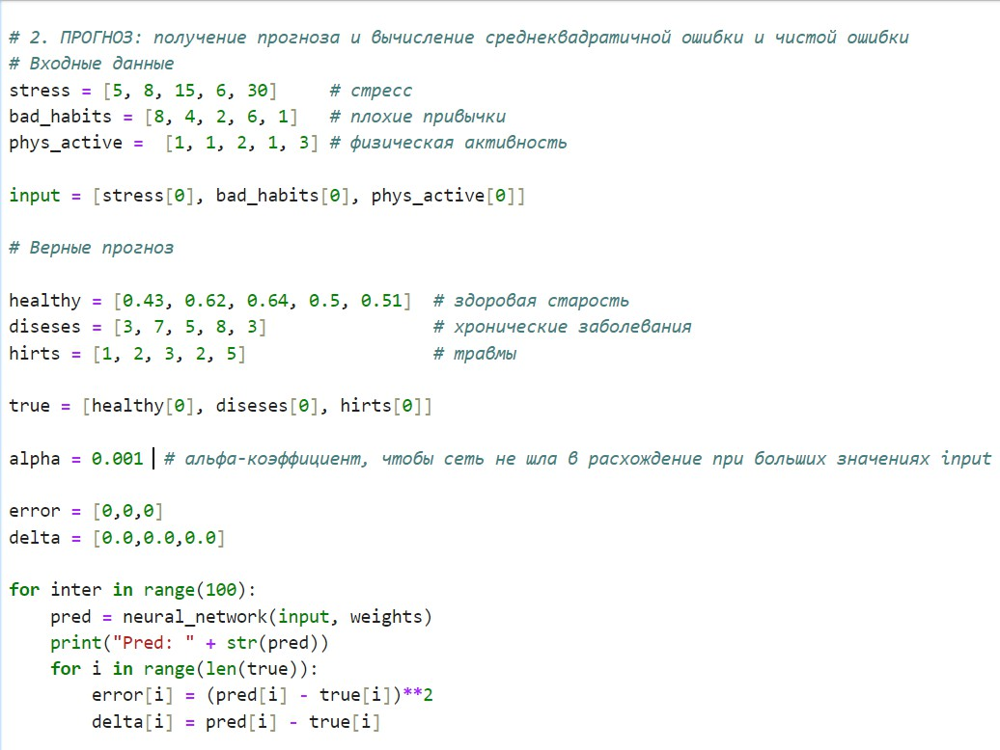 # 2. ПРОГНОЗ: получение прогноза и вычисление среднеквадратичной ошибки и чистой ошибки
# Входные данные
stress = [5, 8, 15, 6, 30]     # стресс
bad_habits = [8, 4, 2, 6, 1]   # плохие привычки
phys_active =  [1, 1, 2, 1, 3] # физическая активность
input = [stress[0], bad_habits[0], phys_active[0]]
# Верные прогноз
healthy = [0.43, 0.62, 0.64, 0.5, 0.51]  # здоровая старость
diseses = [3, 7, 5, 8, 3]                # хронические заболевания
hirts = [1, 2, 3, 2, 5]                  # травмы
true = [healthy[0], diseses[0], hirts[0]]
alpha = 0.001  # альфа-коэффициент, чтобы сеть не шла в расхождение при больших значениях input
error = [0,0,0]
delta = [0.0,0.0,0.0]
for inter in range(100):
    pred = neural_network(input, weights)
    print("Pred: " + str(pred))
    for i in range(len(true)):
        error[i] = (pred[i] - true[i])**2
        delta[i] = pred[i] - true[i]